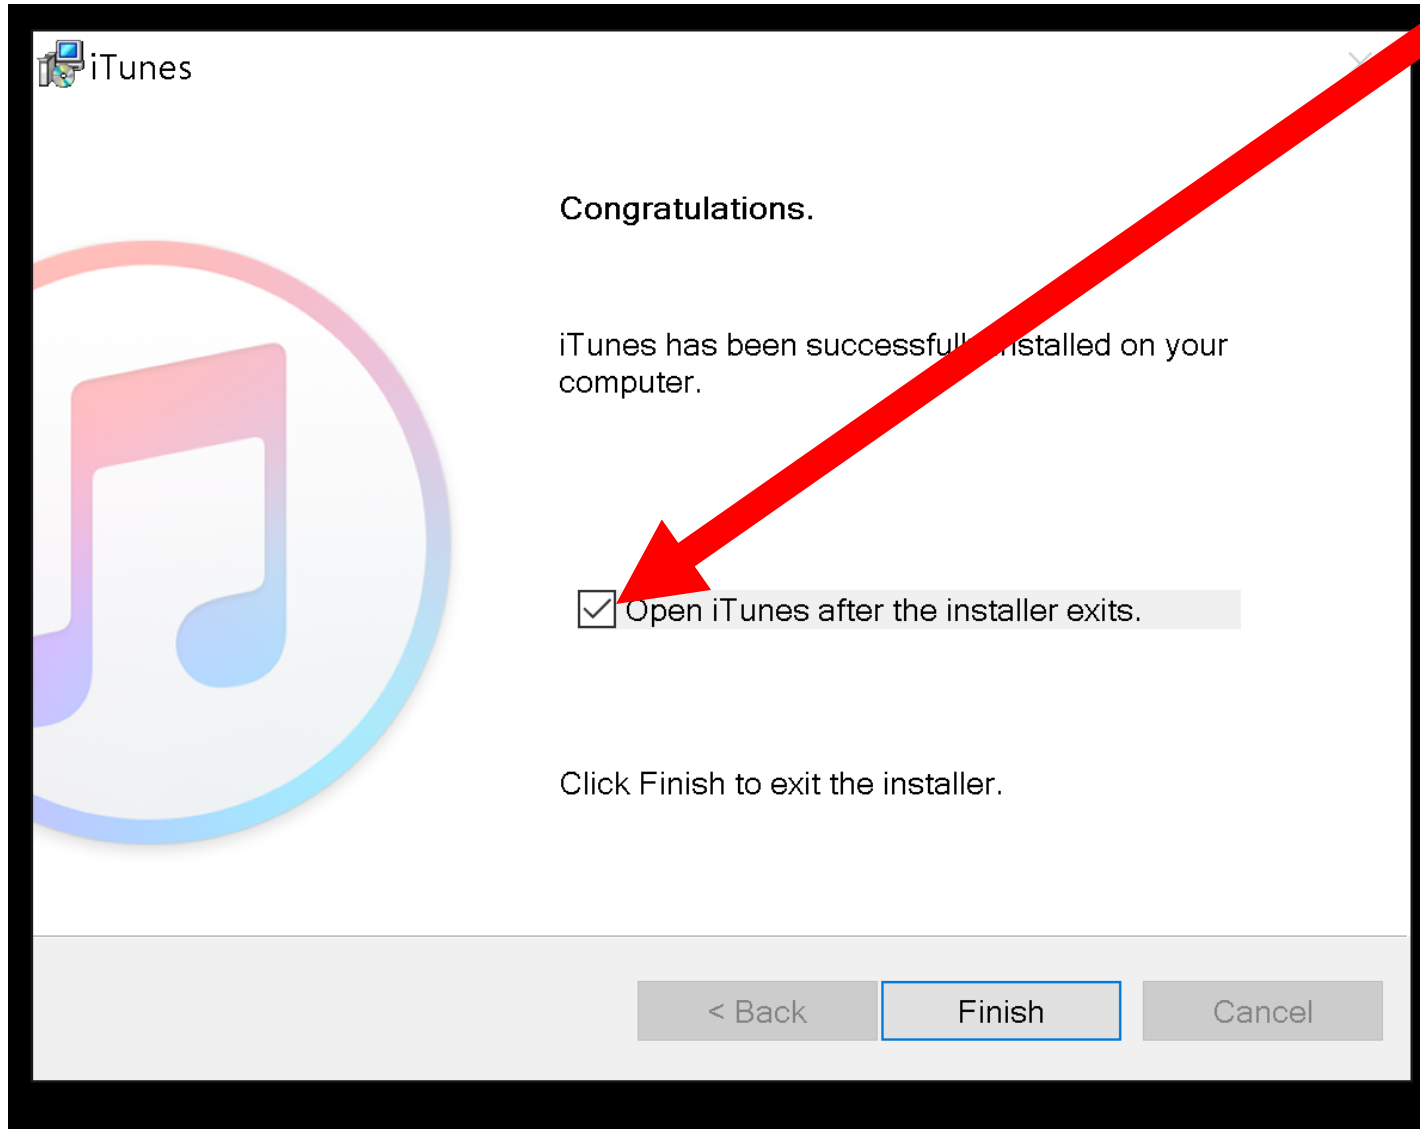 iTunes
Congratulations.
iTunes has been successfully installed on your
computer.
Open iTunes after the installer exits.
Click Finish to exit the installer.
< Back
Finish
Cancel